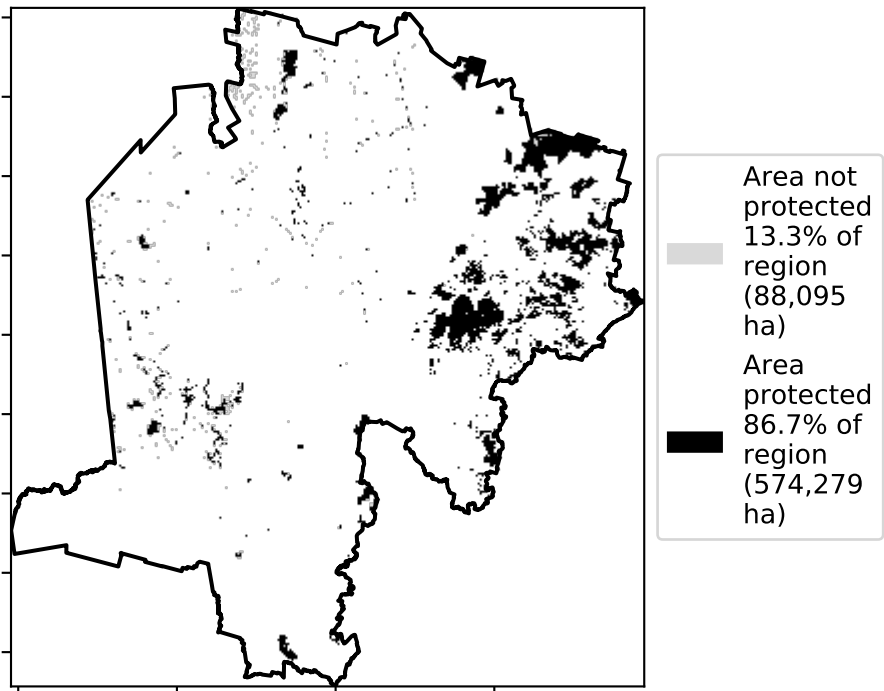 Area not
protected
13.3% of
region
(88,095
ha)
Area
protected
86.7% of
region
(574,279
ha)